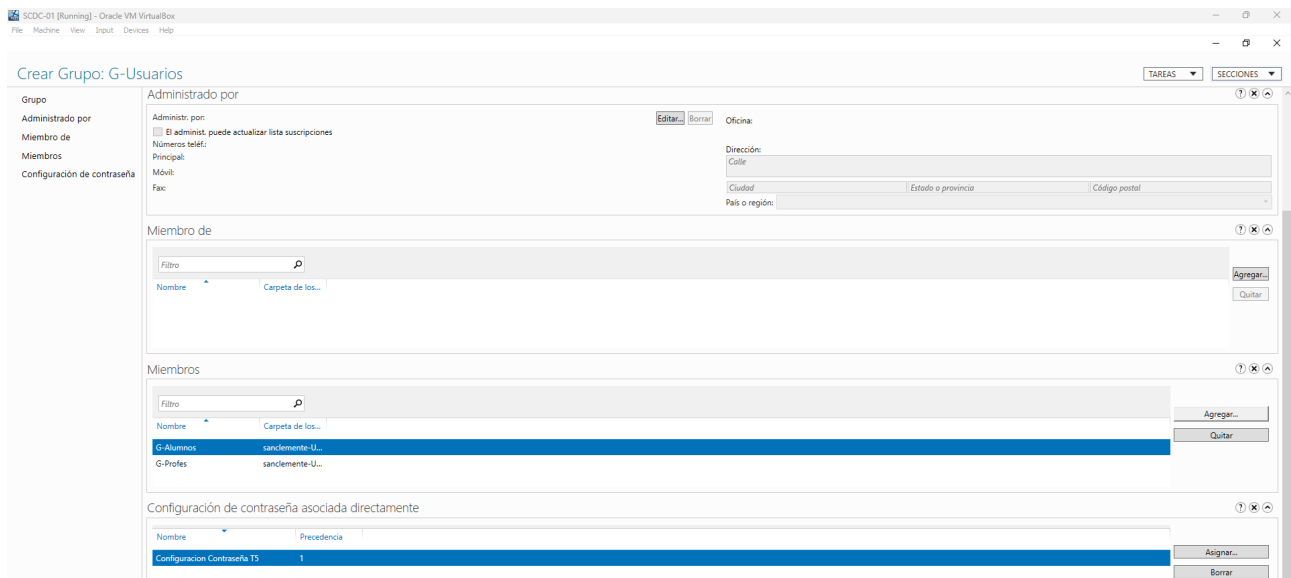 SCDC-01 [Running] - Oracle VM VirtualBox
File Machine View Input Devices Help
Crear Grupo: G-Usuarios
TAREAS
SECCIONES
Grupo
Administrado por
Miembro de
Miembros
Configuración de contraseña
Administrado por
Administr. por:
Editar...
Borrar
El administ. puede actualizar lista suscripciones
Números teléf.:
Principal:
Móvil:
Fax:
Oficina:
Dirección:
Calle
Ciudad
Estado o provincia
Código postal
País o región:
Miembro de
Filtro
Nombre
Carpeta de los...
Agregar...
Quitar
Miembros
Filtro
Nombre
Carpeta de los...
G-Alumnos sanclemente-U...
G-Profes sanclemente-U...
Agregar...
Quitar
Configuración de contraseña asociada directamente
Nombre
Precedencia
Configuracion Contraseña T5 1
Asignar...
Borrar